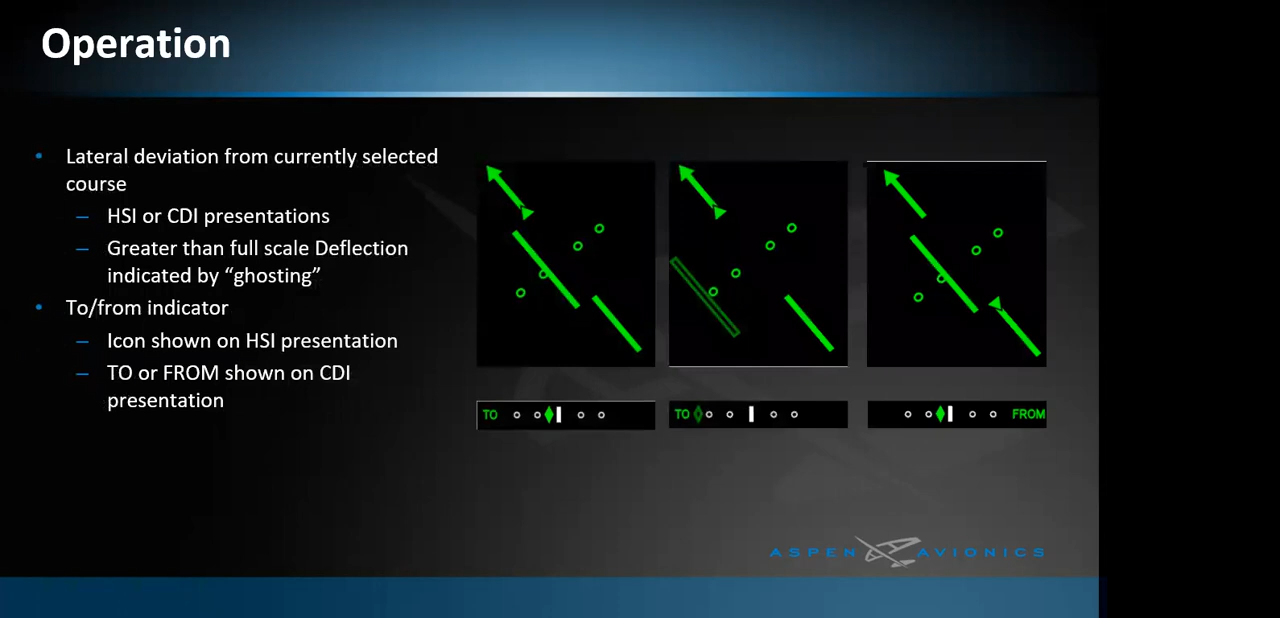 Operation
• Lateral deviation from currently selected
course
– HSI or CDI presentations
– Greater than full scale Deflection
indicated by “ghosting”
• To/from indicator
– Icon shown on HSI presentation
– TO or FROM shown on CDI
presentation
TO
TO
FROM
ASPEN AVIONICS